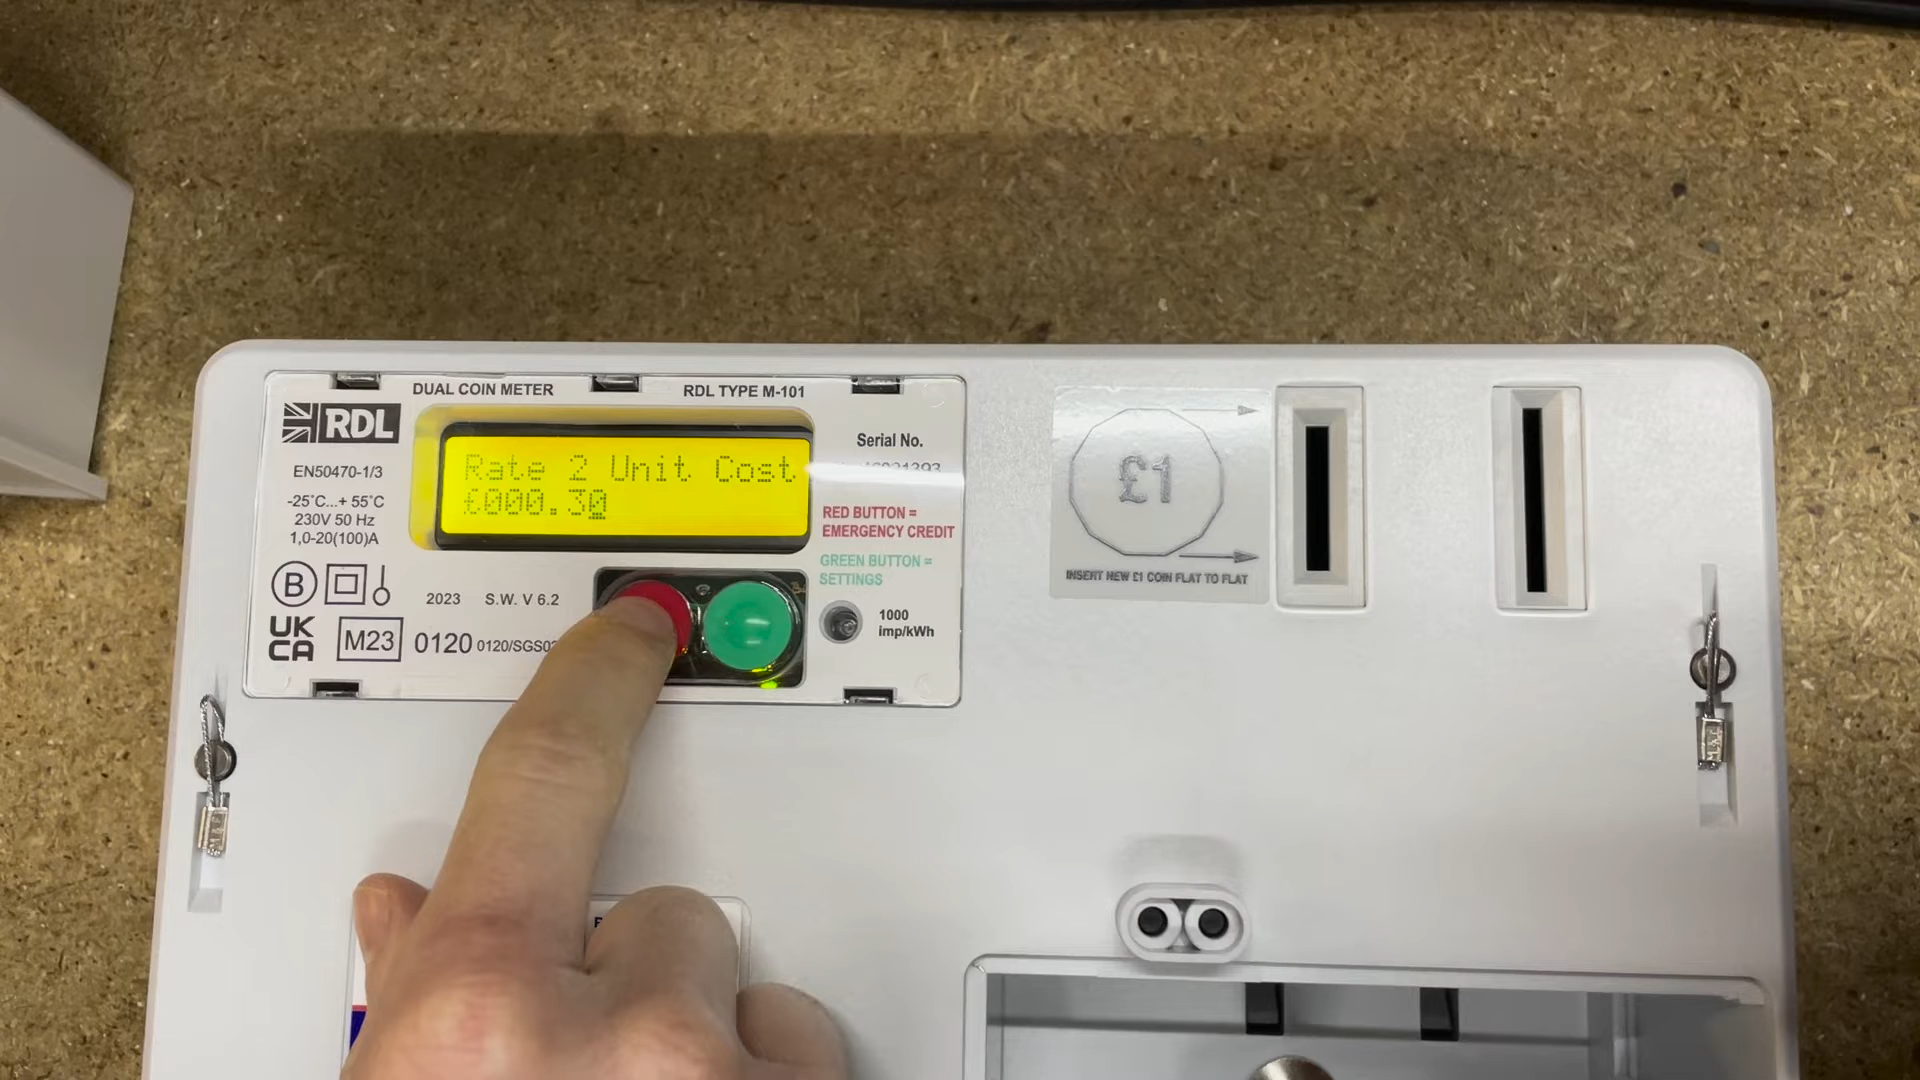 DUAL COIN METER
RDL TYPE M-101
RDL
EN50470-1/3
-25°C...+ 55°C
230V 50 Hz
1,0-20(100)A
Rate 2 Unit Cost
£000.30
Serial No.
RED BUTTON =
EMERGENCY CREDIT
GREEN BUTTON =
SETTINGS
B
2023 S.W. V 6.2
UK
CA
M23
0120
1000
imp/kWh
£1
INSERT NEW £1 COIN FLAT TO FLAT